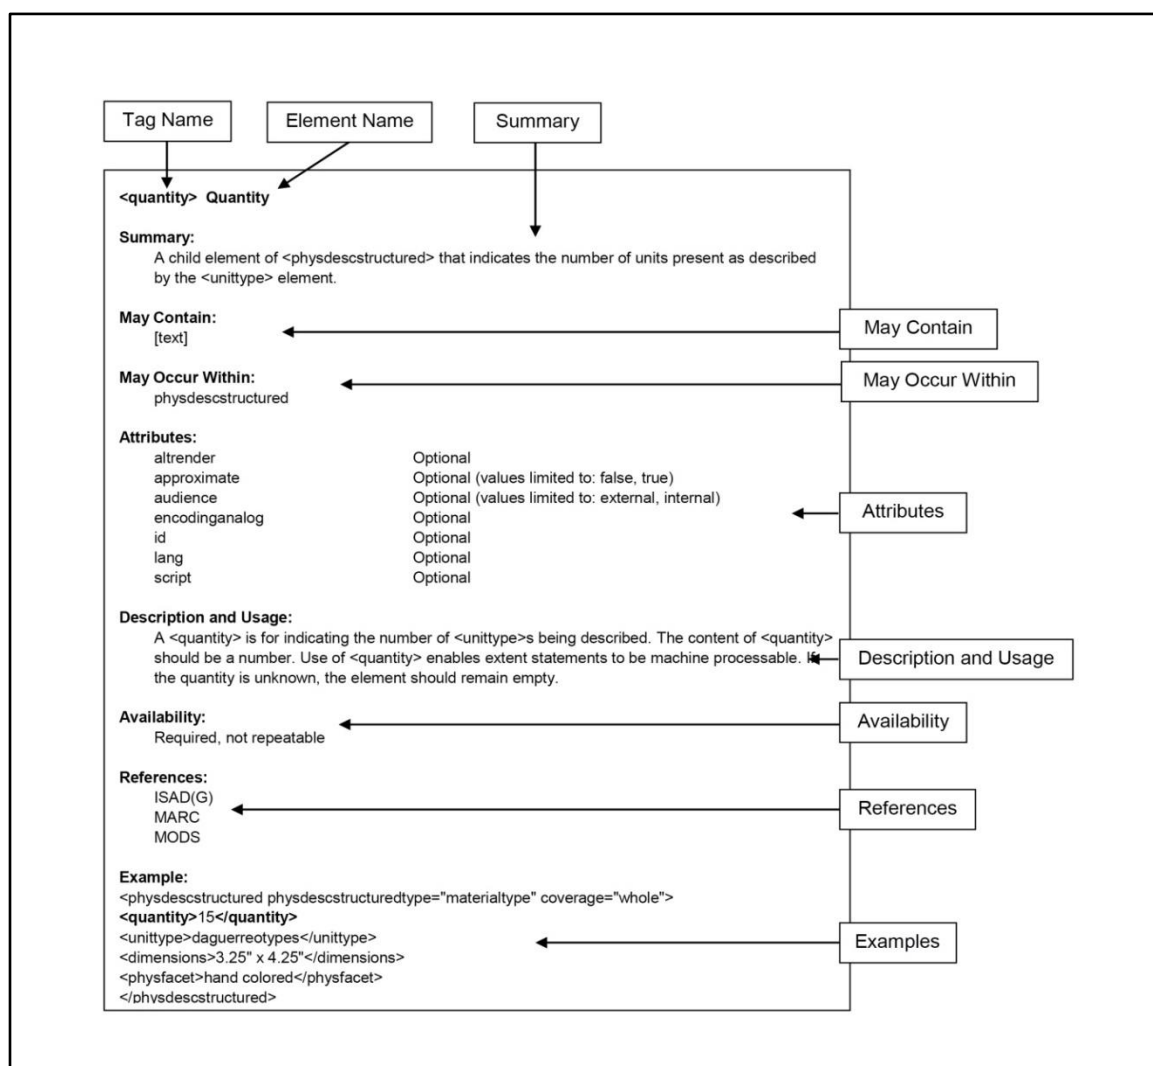 Tag Name
Element Name
Summary
<quantity> Quantity
Summary:
A child element of <physdescstructured> that indicates the number of units present as described
by the <unittype> element.
May Contain:
[text]
May Contain
May Occur Within:
physdescstructured
May Occur Within
Attributes:
altrender Optional
approximate Optional (values limited to: false, true)
audience Optional (values limited to: external, internal)
encodinganalog Optional
id Optional
lang Optional
script Optional
Attributes
Description and Usage:
A <quantity> is for indicating the number of <unittype>s being described. The content of <quantity>
should be a number. Use of <quantity> enables extent statements to be machine processable. If
the quantity is unknown, the element should remain empty.
Description and Usage
Availability:
Required, not repeatable
Availability
References:
ISAD(G)
MARC
MODS
References
Example:
<physdescstructured physdescstructuredtype="materialtype" coverage="whole">
<quantity>15</quantity>
<unittype>daguerreotypes</unittype>
<dimensions>3.25" x 4.25"</dimensions>
<physfacet>hand colored</physfacet>
</physdescstructured>
Examples